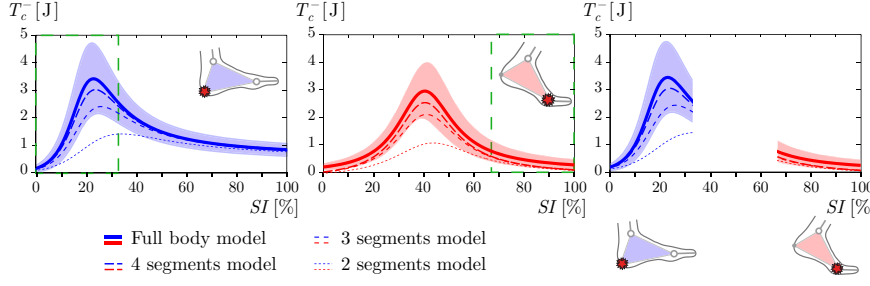 T_c^- [J] T_c^- [J] T_c^- [J]
5 5 5
4 4 4
3 3 3
2 2 2
1 1 1
0 0 0
0 20 40 60 80 100 0 20 40 60 80 100 0 20 40 60 80 100
SI [%] SI [%] SI [%]
Full body model 3 segments model
4 segments model 2 segments model